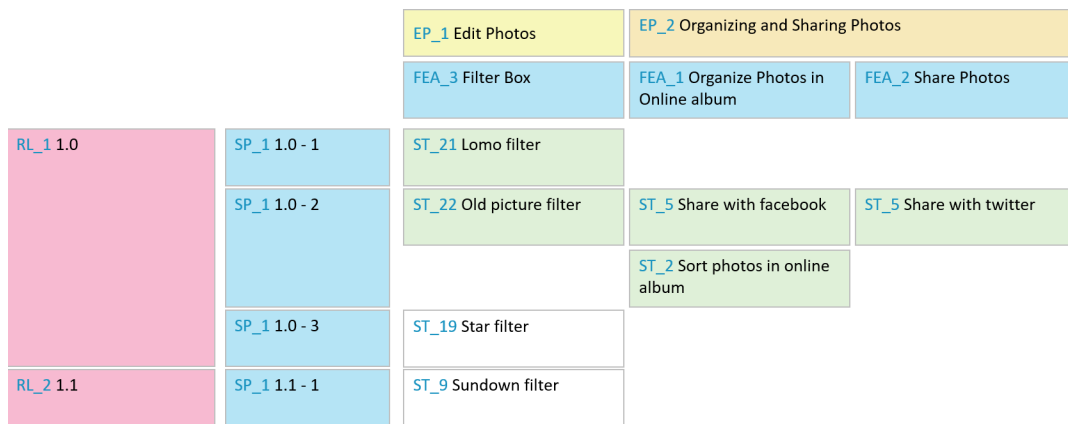 EP_1 Edit Photos
EP_2 Organizing and Sharing Photos
FEA_3 Filter Box
FEA_1 Organize Photos in
Online album
FEA_2 Share Photos
RL_1 1.0
SP_1 1.0 - 1
ST_21 Lomo filter
SP_1 1.0 - 2
ST_22 Old picture filter
ST_5 Share with facebook
ST_5 Share with twitter
ST_2 Sort photos in online
album
SP_1 1.0 - 3
ST_19 Star filter
RL_2 1.1
SP_1 1.1 - 1
ST_9 Sundown filter